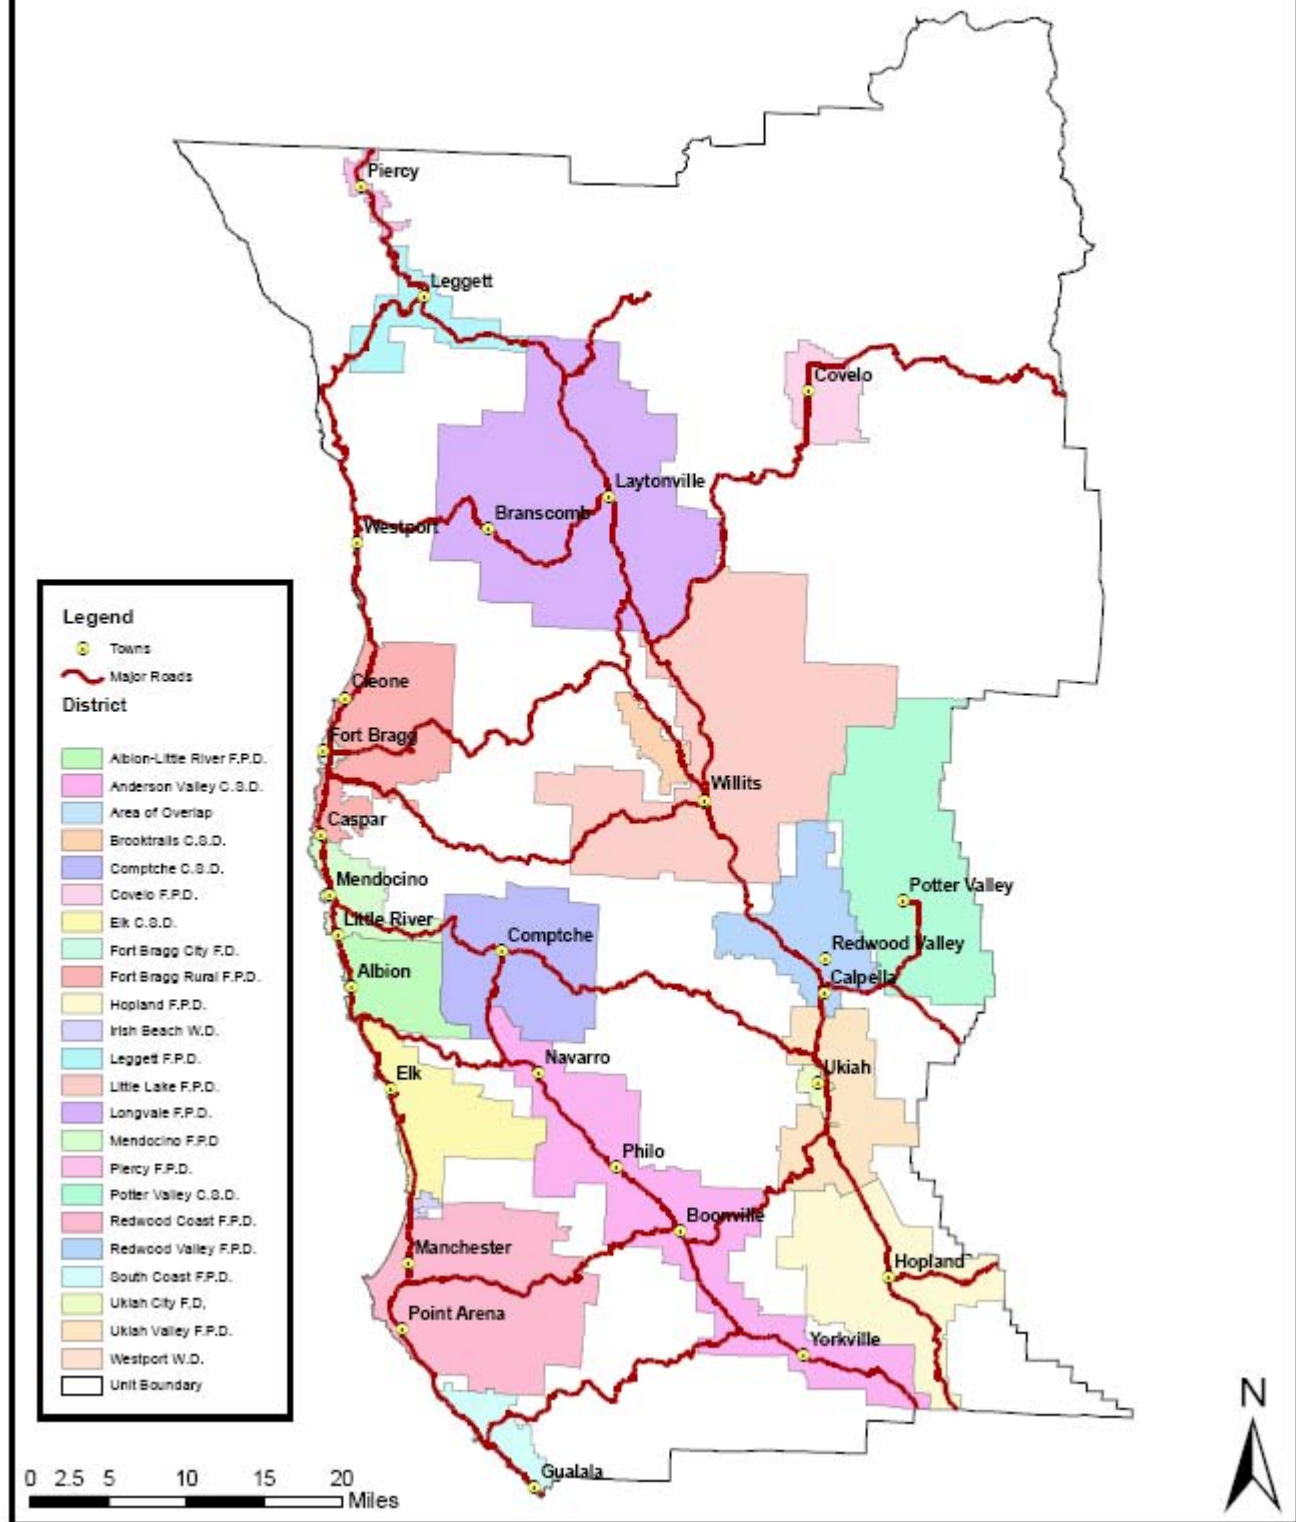 Piercy
Leggett
Covelo
Laytonville
Branscomb
Westport
Legend
Towns
Major Roads
District
Albion-Little River F.P.D.
Anderson Valley C.S.D.
Area of Overlap
Brooktrails C.S.D.
Comptche C.S.D.
Covelo F.P.D.
Elk C.S.D.
Fort Bragg City F.D.
Fort Bragg Rural F.P.D.
Hopland F.P.D.
Irish Beach W.D.
Leggett F.P.D.
Little Lake F.P.D.
Longvale F.P.D.
Mendocino F.P.D
Piercy F.P.D.
Potter Valley C.S.D.
Redwood Coast F.P.D.
Redwood Valley F.P.D.
South Coast F.P.D.
Ukiah City F.D,
Ukiah Valley F.P.D.
Westport W.D.
Unit Boundary
Cleone
Fort Bragg
Willits
Caspar
Mendocino
Potter Valley
Little River
Comptche
Redwood Valley
Albion
Calpella
Navarro
Ukiah
Elk
Philo
Boonville
Manchester
Hopland
Point Arena
Yorkville
Gualala
0 2.5 5 10 15 20
Miles
N